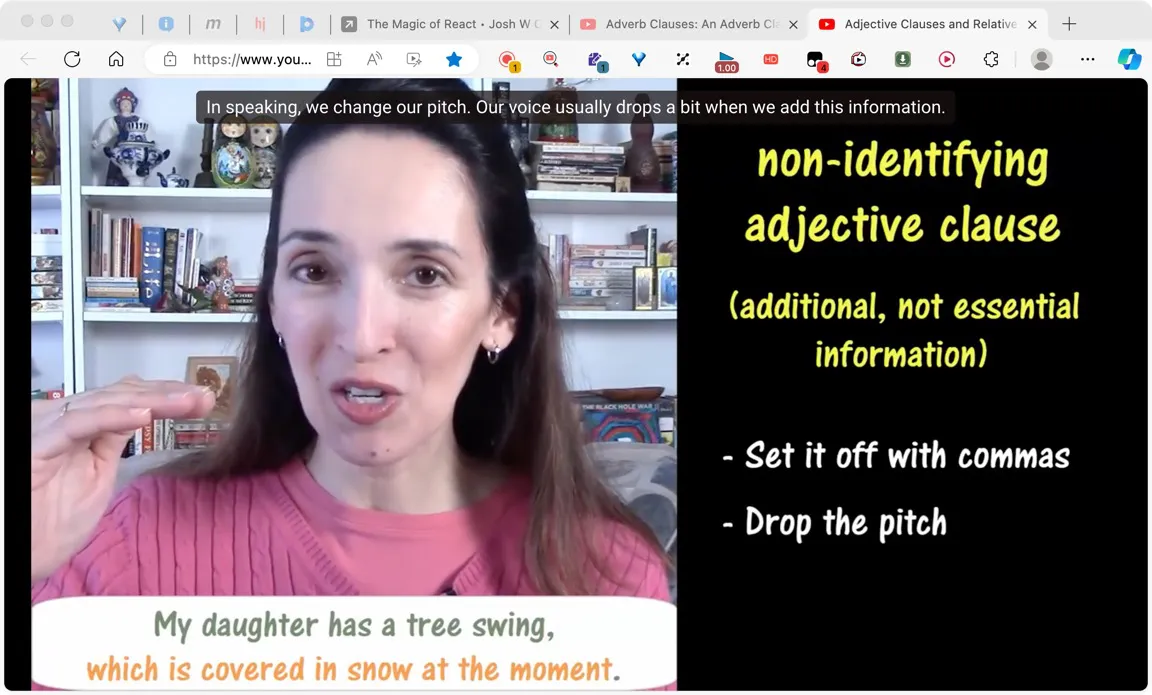 m
hi
The Magic of React • Josh W C
Adverb Clauses: An Adverb Cl
Adjective Clauses and Relative
https://www.you...
1
1
1.00
HD
4
In speaking, we change our pitch. Our voice usually drops a bit when we add this information.
non-identifying
adjective clause
(additional, not essential
information)
- Set it off with commas
- Drop the pitch
THE BLACK HOLE WAR
My daughter has a tree swing,
which is covered in snow at the moment.